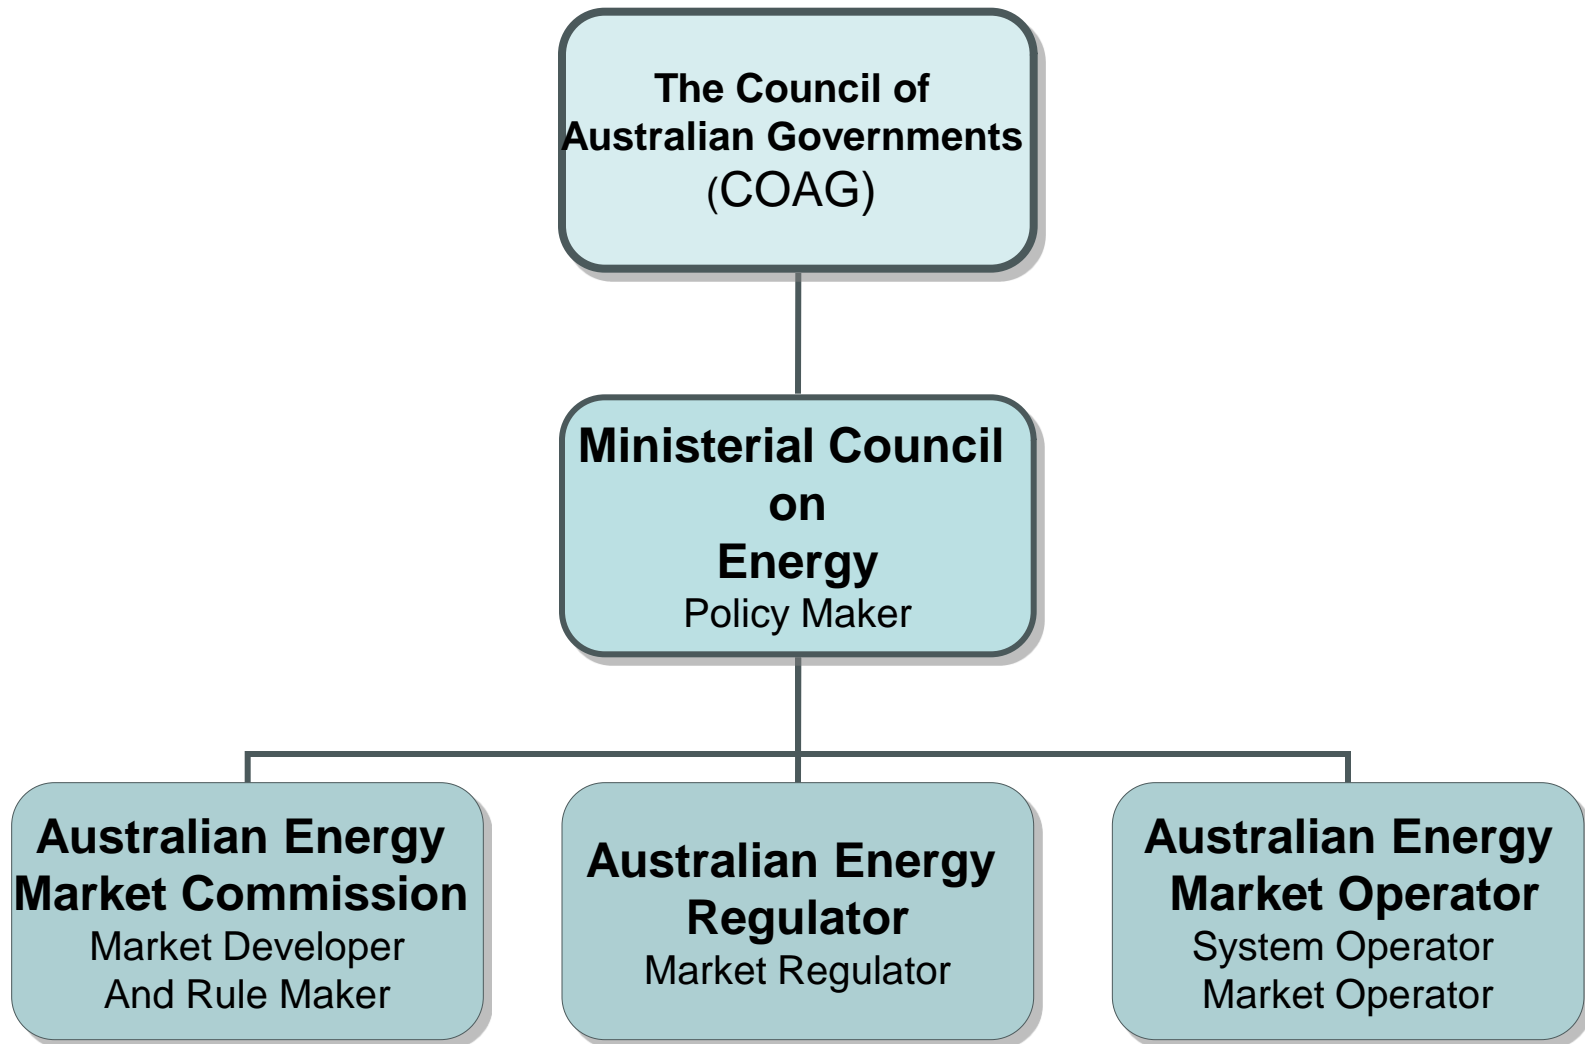 The Council of
Australian Governments
(COAG)
Ministerial Council
on
Energy
Policy Maker
Australian Energy
Market Commission
Market Developer
And Rule Maker
Australian Energy
Regulator
Market Regulator
Australian Energy
Market Operator
System Operator
Market Operator